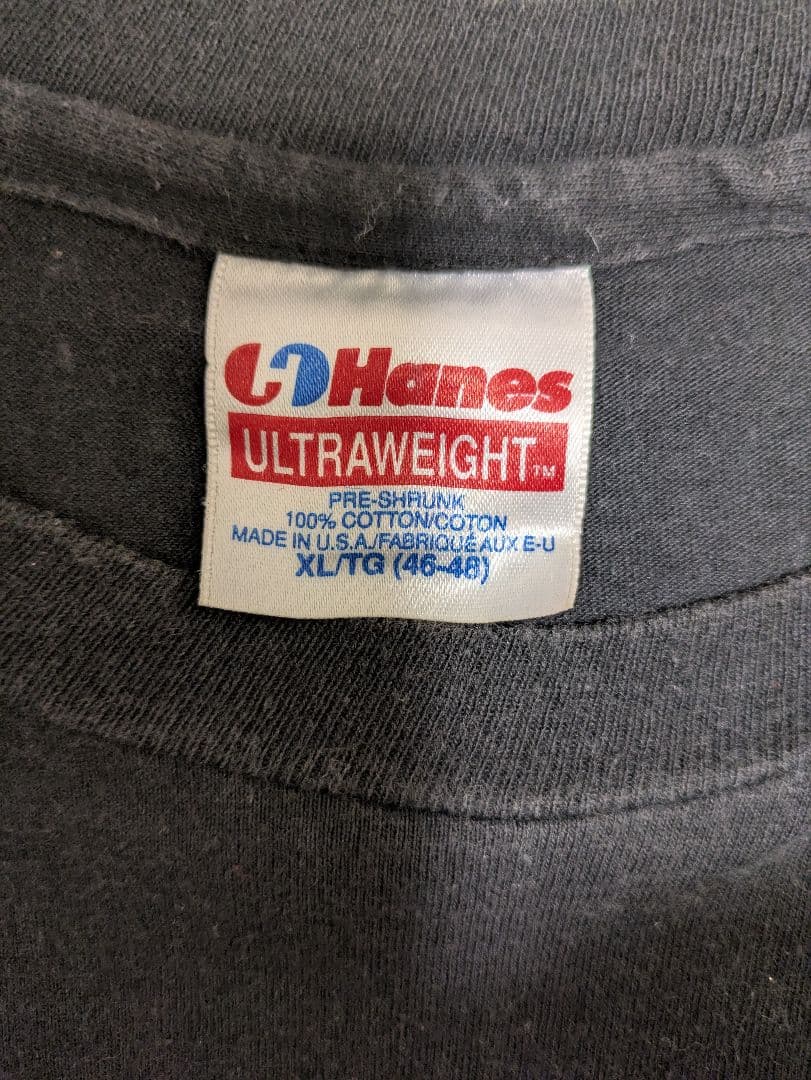 Hanes
ULTRAWEIGHT™
PRE-SHRUNK
100% COTTON/COTON
MADE IN U.S.A./FABRIQUÉ AUX E-U
XL/TG (46-48)